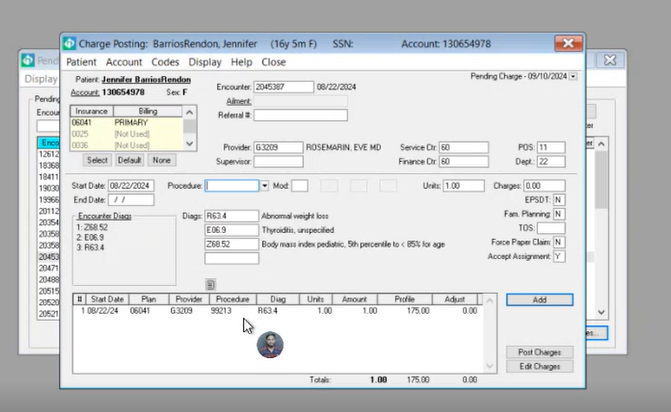 Charge Posting: BarriosRendon, Jennifer (16y 5m F) SSN: Account: 130654978
Patient Account Codes Display Help Close
Pending Charge - 09/10/2024
Patient: Jennifer BarriosRendon
Account: 130654978 Sex: F
Encounter: 2045387 08/22/2024
Ailment:
Referral #:
Insurance Billing
06041 PRIMARY
0025 [Not Used]
0036 [Not Used]
Select Default None
Provider: G3209 ROSEMARIN, EVE MD Service Ctr: 60 POS: 11
Supervisor: Finance Ctr: 60 Dept.: 22
Start Date: 08/22/2024 Procedure: Mod: Units: 1.00 Charges: 0.00
End Date: / / EPSDT: N
Encounter Diags
1: Z68.52
2: E06.9
3: R63.4
Diags: R63.4 Abnormal weight loss
E06.9 Thyroiditis, unspecified
Z68.52 Body mass index pediatric, 5th percentile to < 85% for age
Fam. Planning: N
TOS:
Force Paper Claim: N
Accept Assignment: Y
# Start Date Plan Provider Procedure Diag Units Amount Profile Adjust
1 08/22/24 06041 G3209 99213 R63.4 1.00 1.00 175.00 0.00
Add
Post Charges
Edit Charges
Totals: 1.00 175.00 0.00
Display
Pending
Encour
Enco
12612
18368
18411
19030
19966
20112
20354
20358
20358
20453
20471
20488
20515
20520
20521